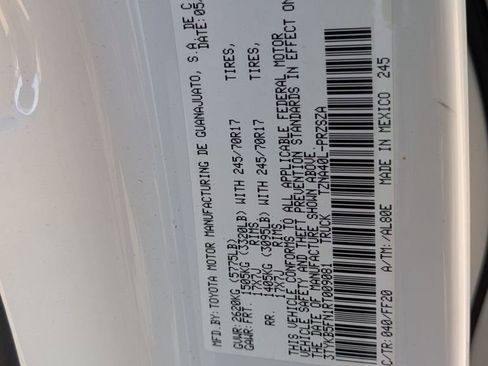 MFD.BY: TOYOTA MOTOR MANUFACTURING DE GUANAJUATO, S.A. DE C
DATE: 05
GVWR: 2620KG (5775LB)
GAWR: FRT. 1505KG (3320LB) WITH 245/70R17 TIRES,
17X7J RIMS
RR. 1405KG (3095LB) WITH 245/70R17 TIRES,
17X7J RIMS
THIS VEHICLE CONFORMS TO ALL APPLICABLE FEDERAL MOTOR
VEHICLE SAFETY AND THEFT PREVENTION STANDARDS IN EFFECT ON
THE DATE OF MANUFACTURE SHOWN ABOVE.
3TYKB5FN1RT009081 TRUCK TZNA40L-PRZSZA
C/TR: 040/FF20 A/TM: /AL80E MADE IN MEXICO 245